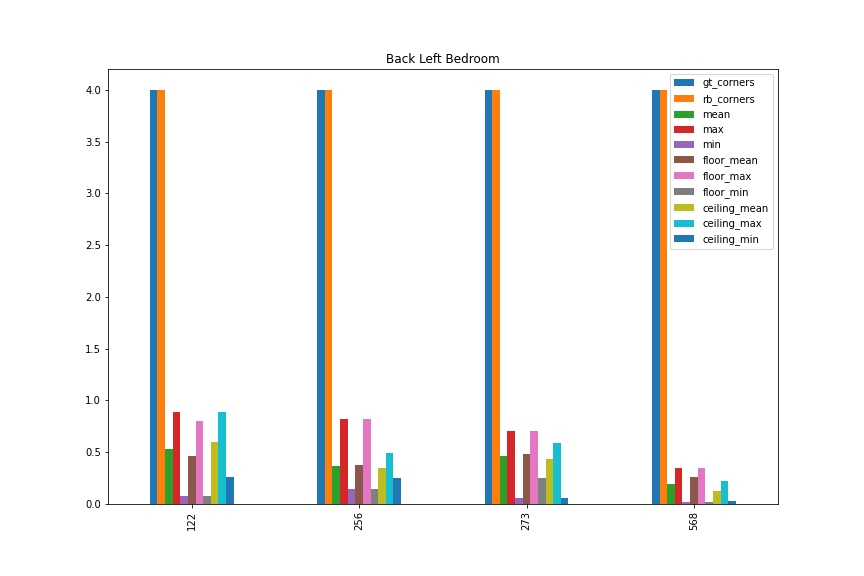 Back Left Bedroom
gt_corners
rb_corners
mean
max
min
floor_mean
floor_max
floor_min
ceiling_mean
ceiling_max
ceiling_min
4.0
3.5
3.0
2.5
2.0
1.5
1.0
0.5
0.0
122
256
273
568